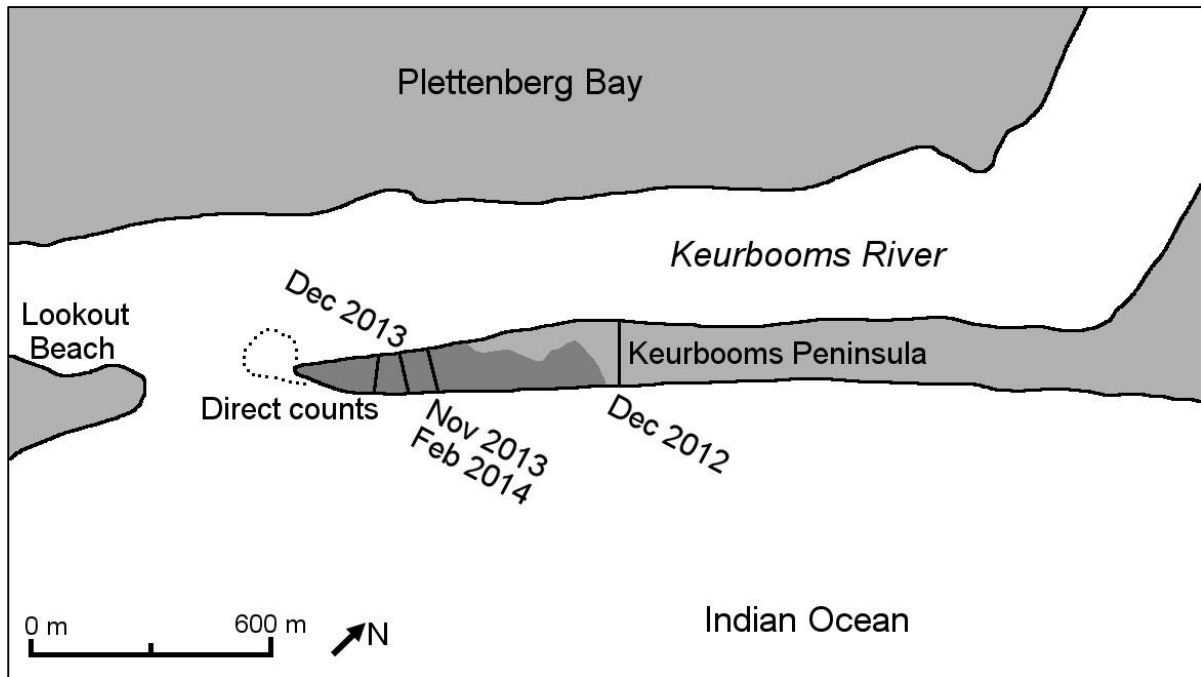 Plettenberg Bay
Keurbooms River
Dec 2013
Lookout
Beach
Keurbooms Peninsula
Direct counts
Nov 2013
Feb 2014
Dec 2012
Indian Ocean
0 m
600 m
N